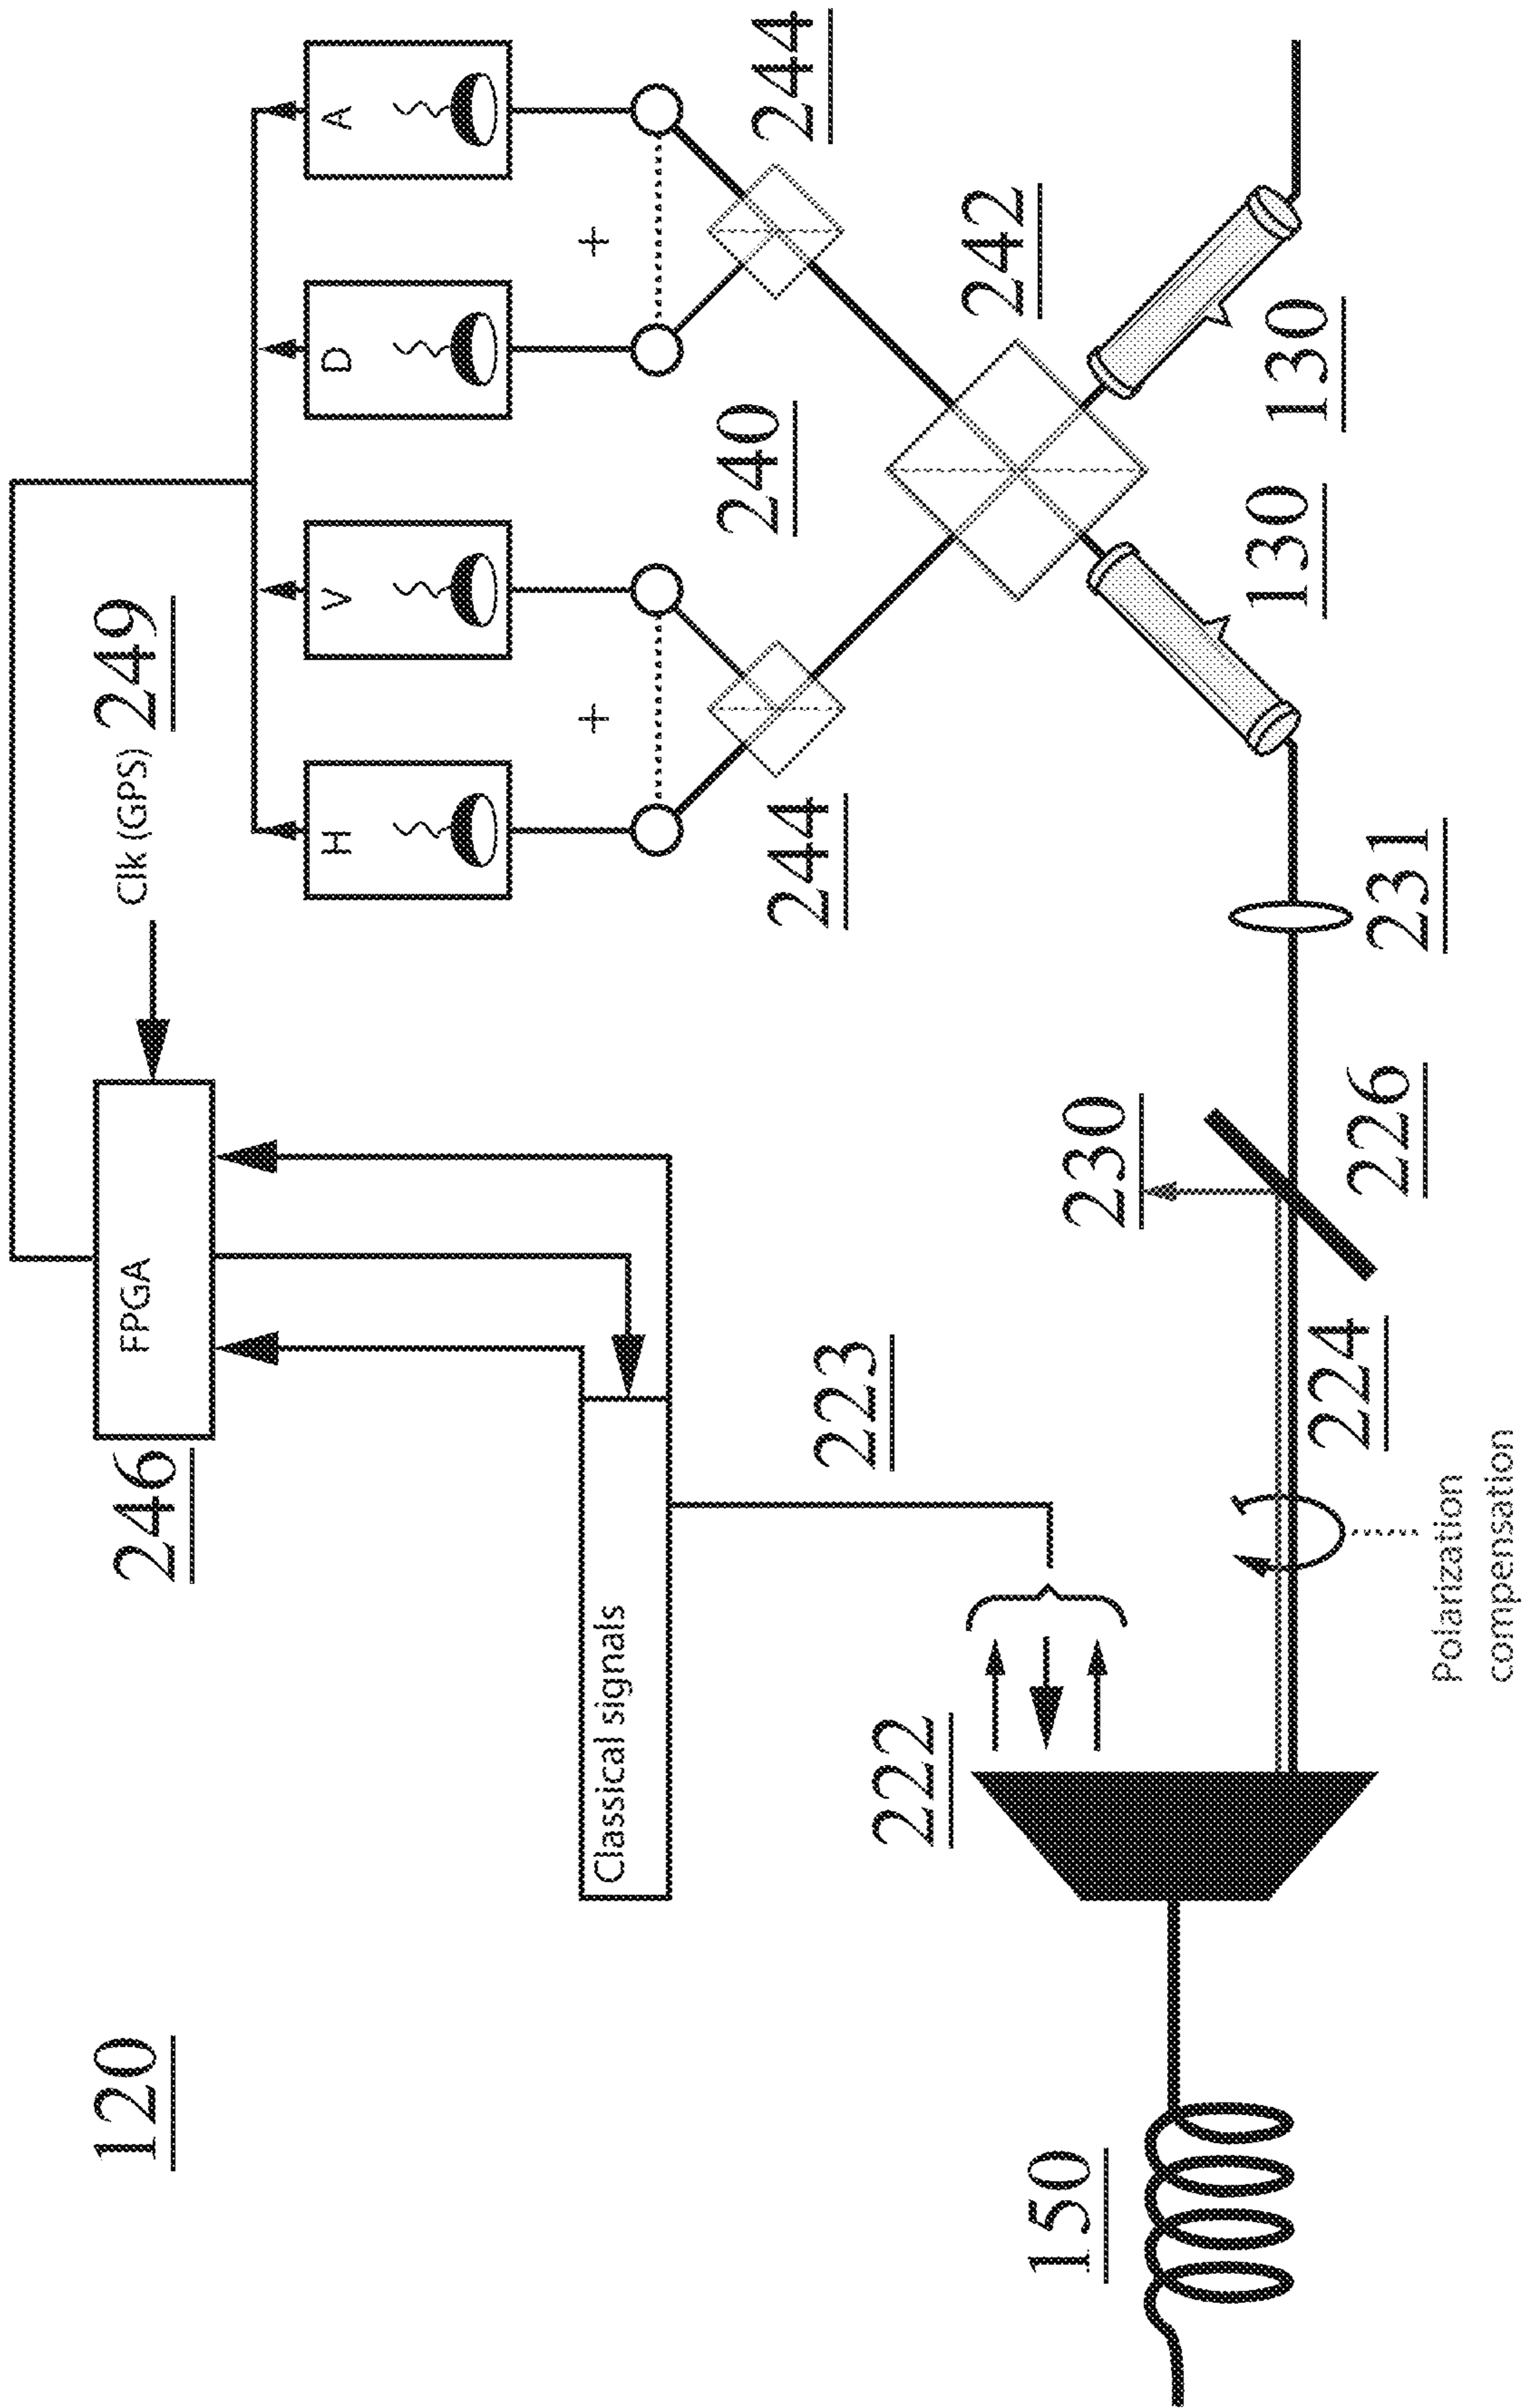 120
246
FPGA
Clk (GPS) 249
H
V
D
A
Classical signals
+
+
240
244
244
223
222
242
150
230
130
130
224
226
231
Polarization
compensation